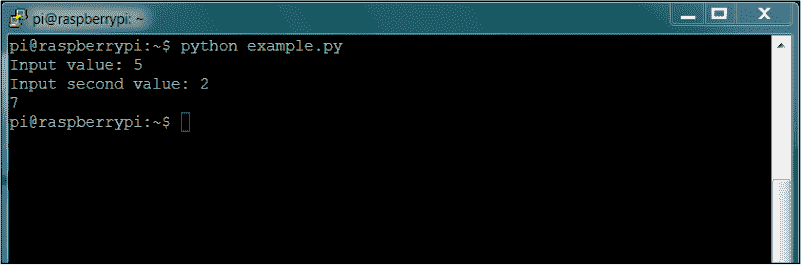 pi@raspberrypi: ~
pi@raspberrypi:~$ python example.py
Input value: 5
Input second value: 2
7
pi@raspberrypi:~$